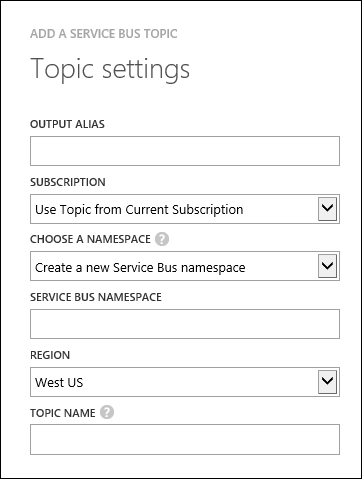 ADD A SERVICE BUS TOPIC
Topic settings
OUTPUT ALIAS
SUBSCRIPTION
Use Topic from Current Subscription
CHOOSE A NAMESPACE ?
Create a new Service Bus namespace
SERVICE BUS NAMESPACE
REGION
West US
TOPIC NAME ?